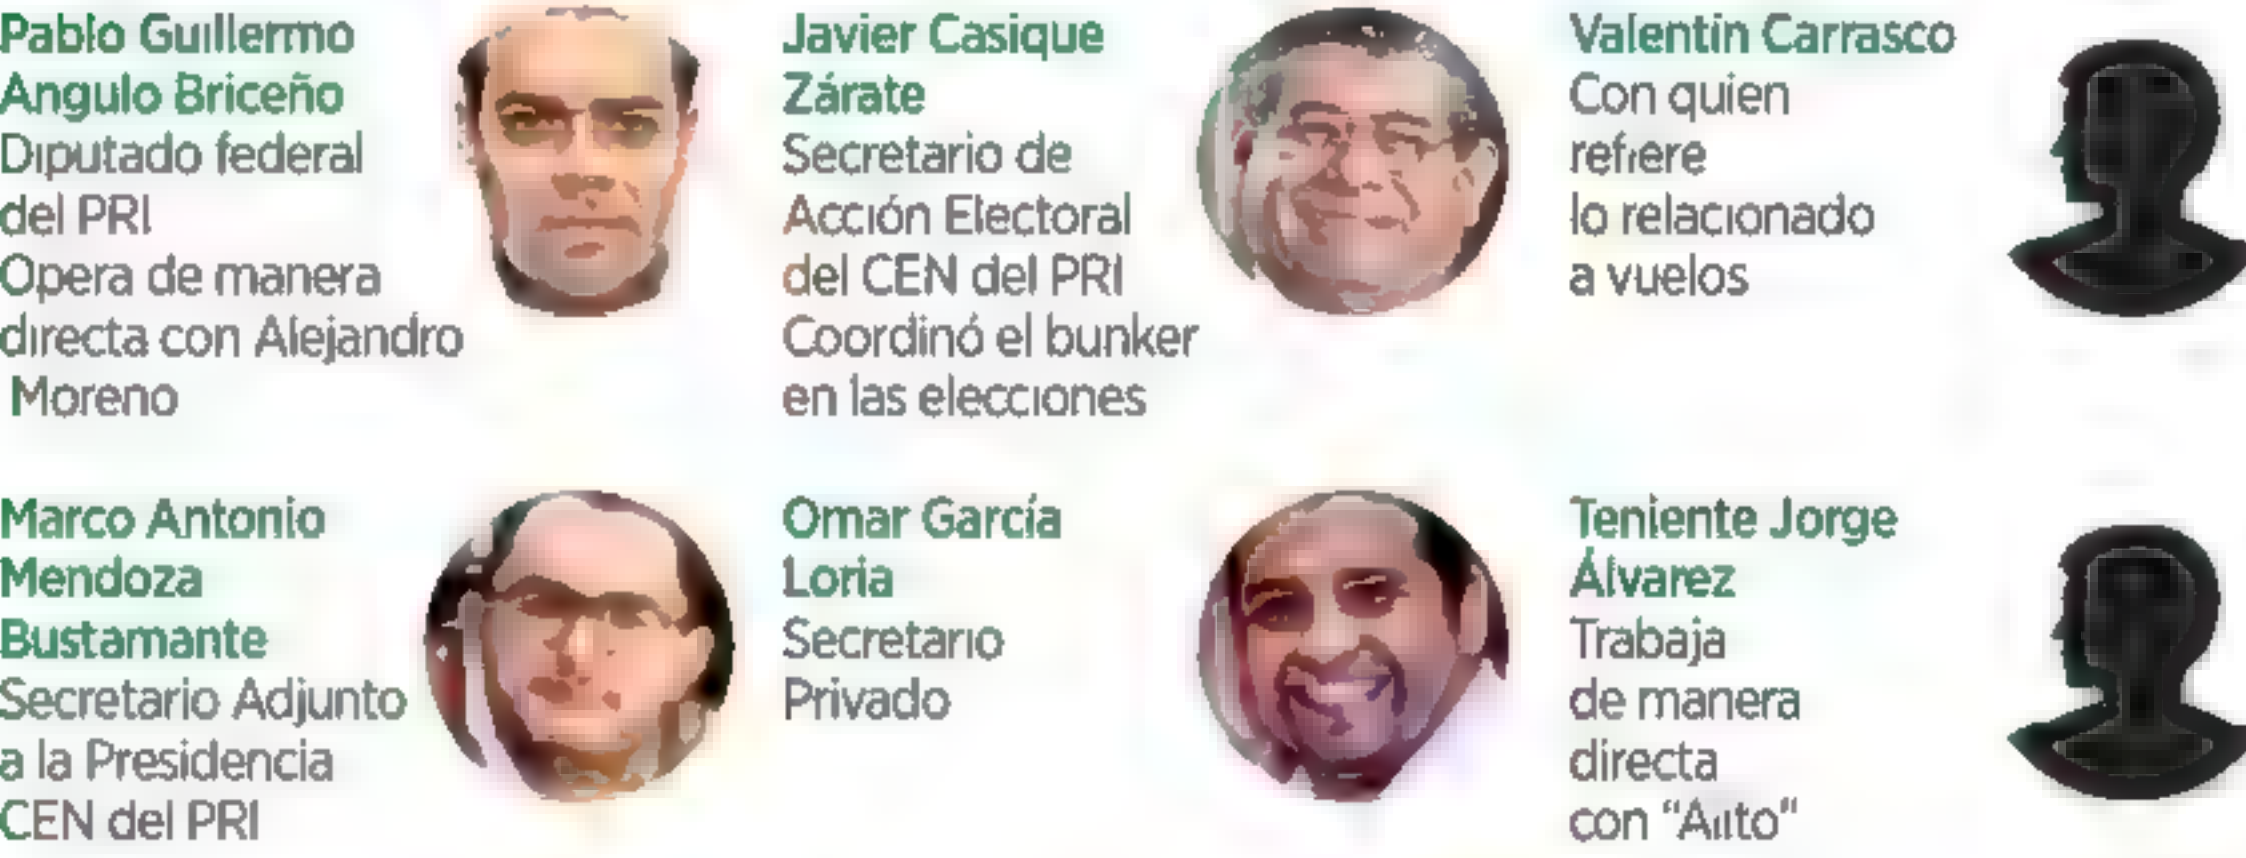 Pablo Guillermo
Angulo Briceño
Diputado federal
del PRI
Opera de manera
directa con Alejandro
Moreno
Javier Casique
Zárate
Secretario de
Acción Electoral
del CEN del PRI
Coordinó el bunker
en las elecciones
Valentín Carrasco
Con quien
refiere
lo relacionado
a vuelos
Marco Antonio
Mendoza
Bustamante
Secretario Adjunto
a la Presidencia
CEN del PRI
Omar García
Loria
Secretario
Privado
Teniente Jorge
Álvarez
Trabaja
de manera
directa
con "Alito"